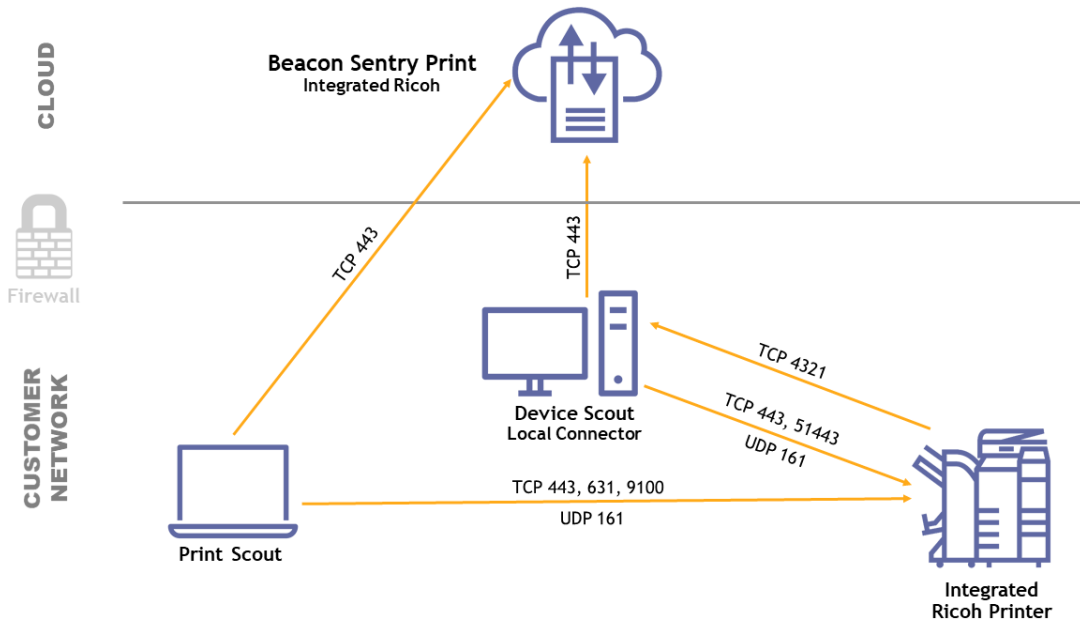 CLOUD
Beacon Sentry Print
Integrated Ricoh
TCP 443
TCP 443
Firewall
CUSTOMER
NETWORK
TCP 4321
Device Scout
Local Connector
TCP 443, 51443
UDP 161
TCP 443, 631, 9100
UDP 161
Print Scout
Integrated
Ricoh Printer